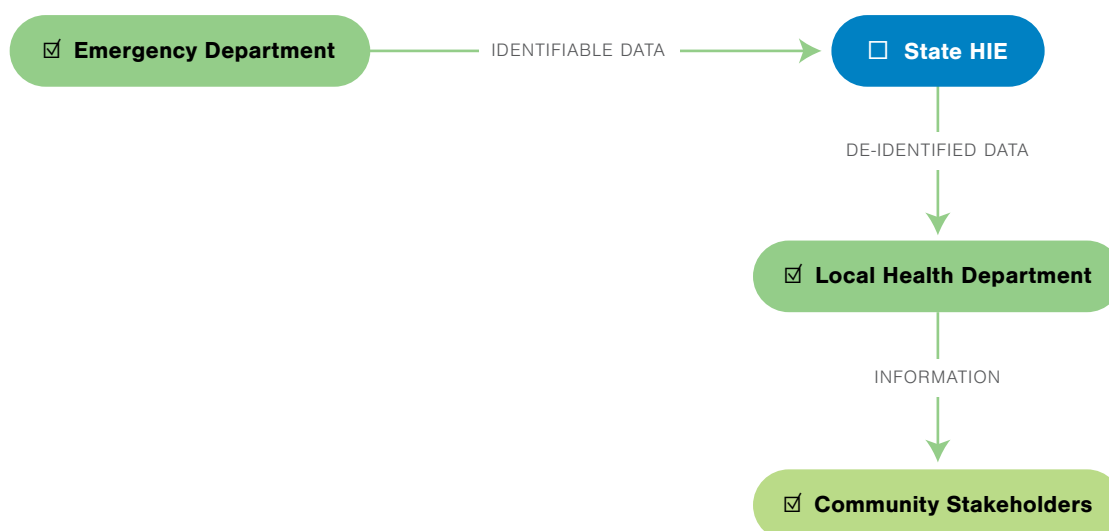 ☑ Emergency Department
IDENTIFIABLE DATA
☐ State HIE
DE-IDENTIFIED DATA
☑ Local Health Department
INFORMATION
☑ Community Stakeholders